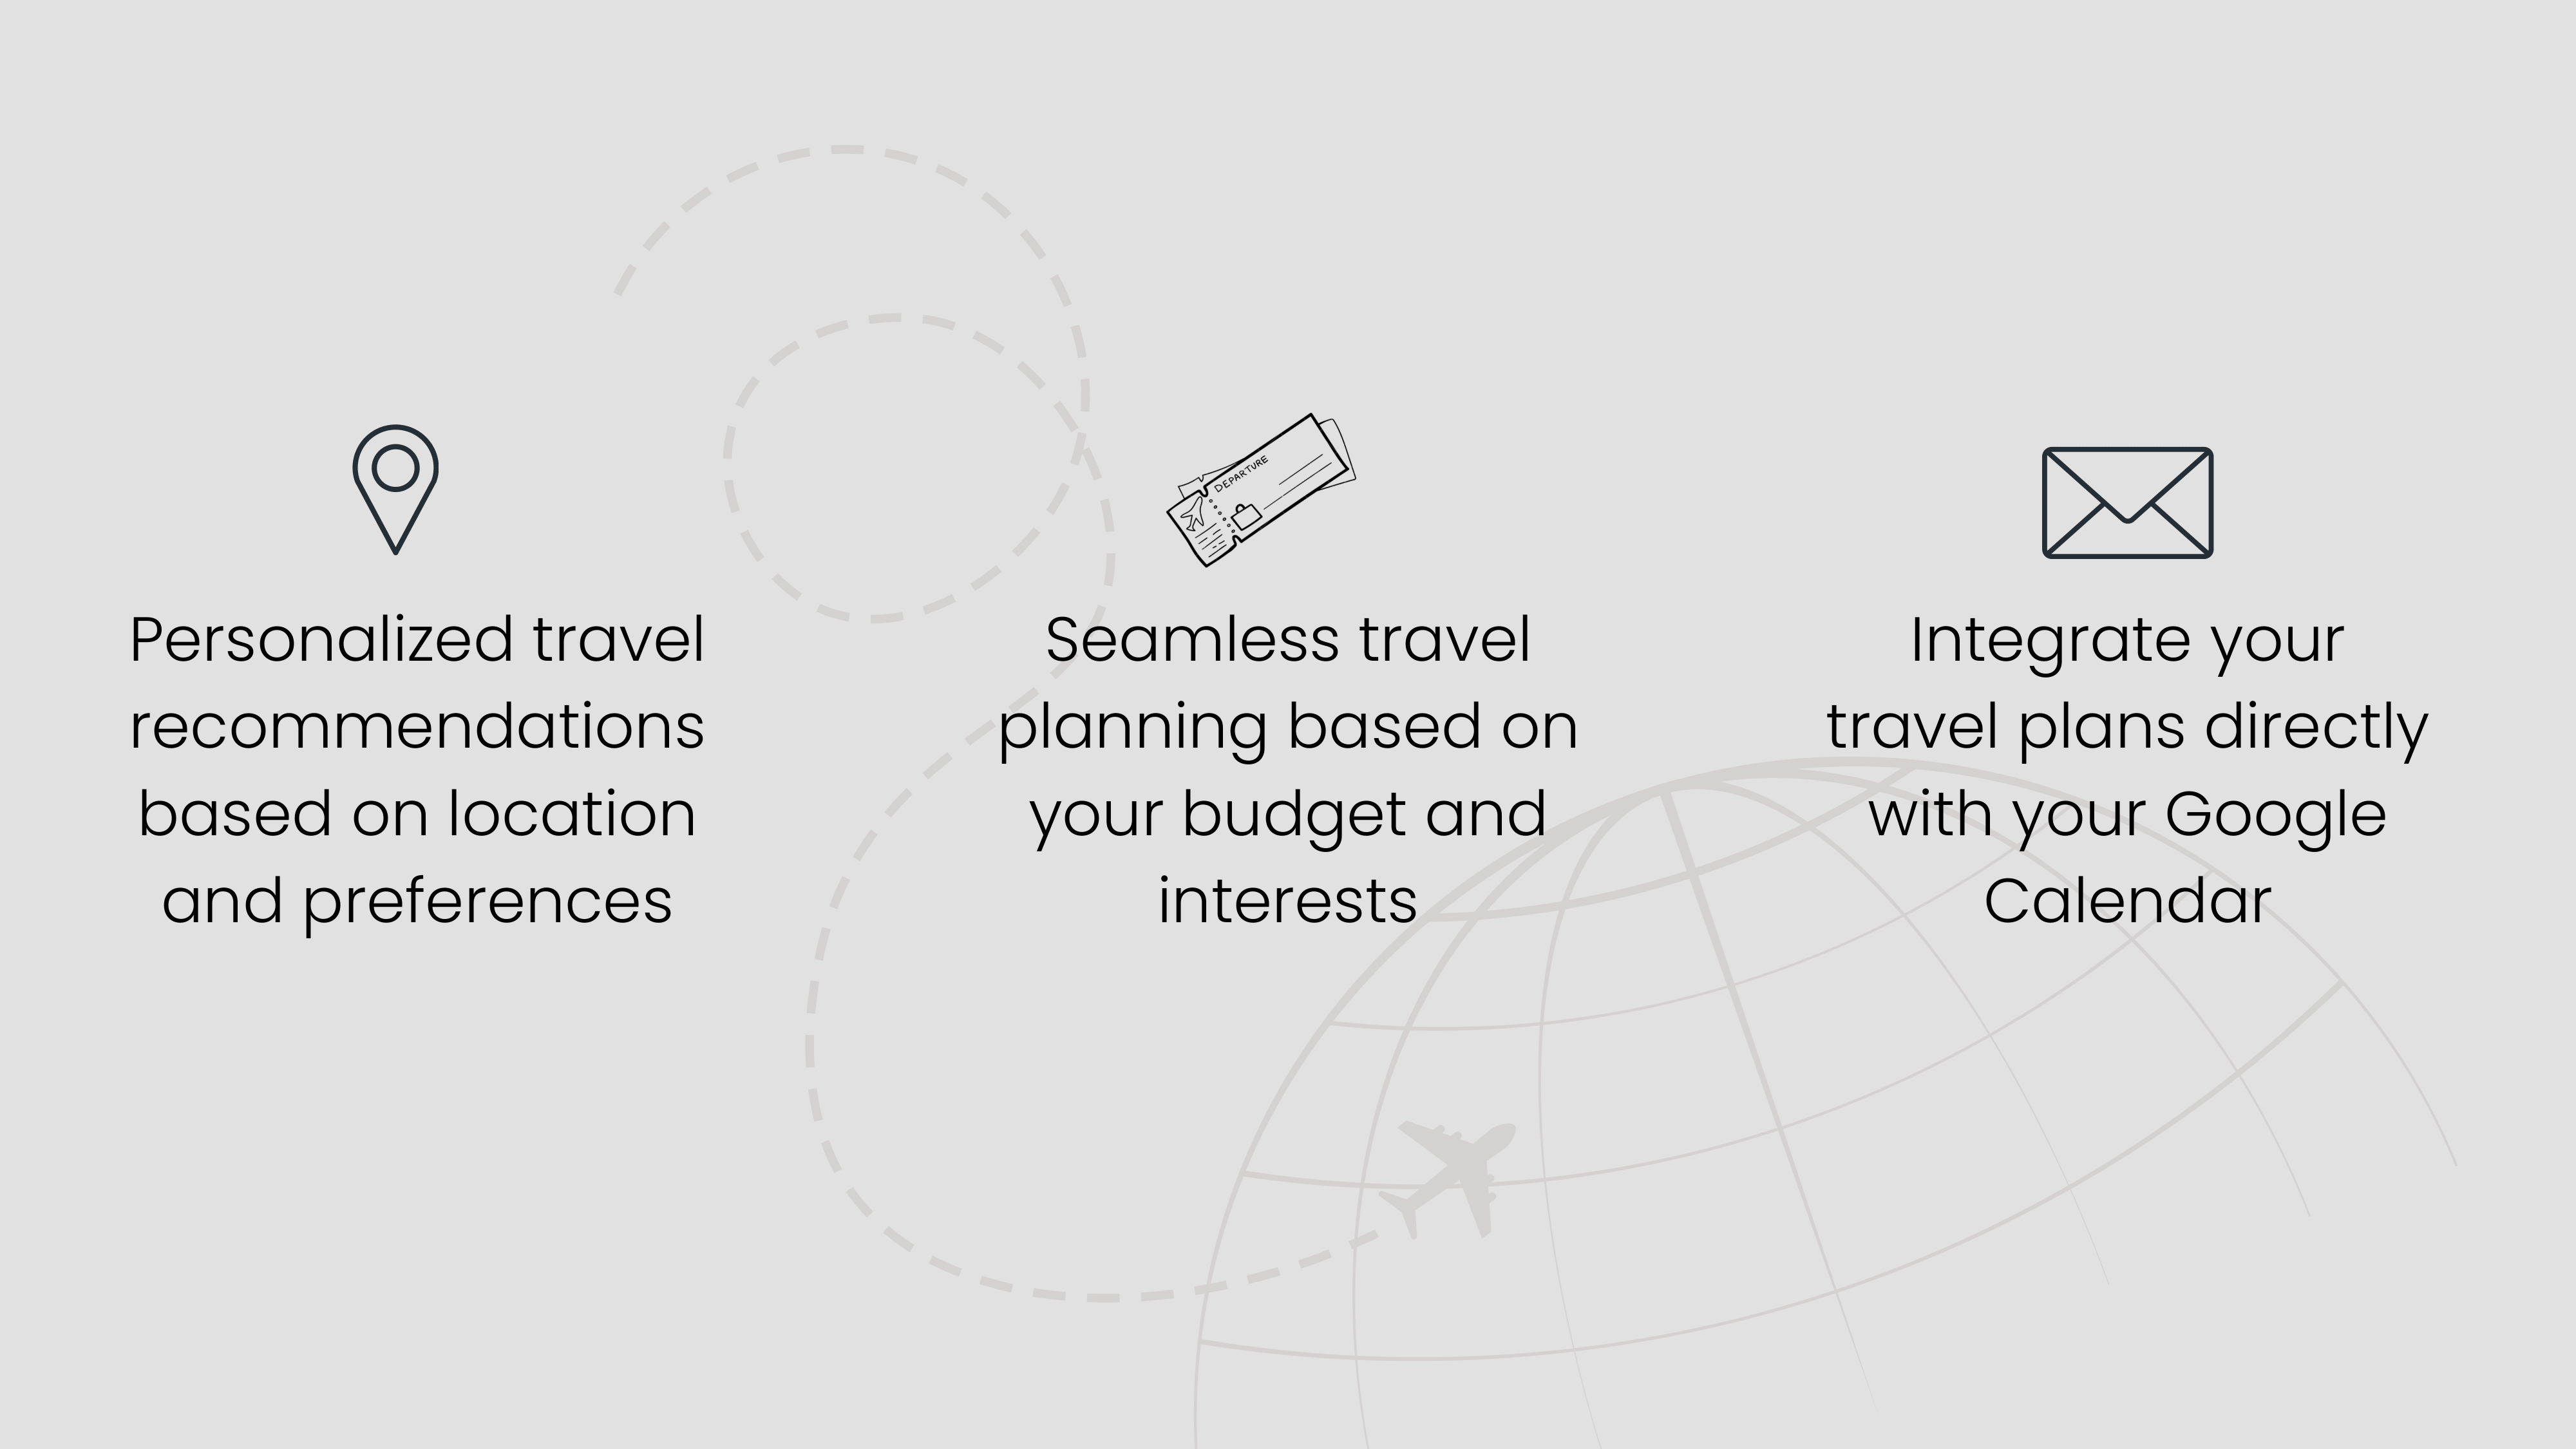 DEPARTURE
Personalized travel
recommendations
based on location
and preferences
Seamless travel
planning based on
your budget and
interests
Integrate your
travel plans directly
with your Google
Calendar